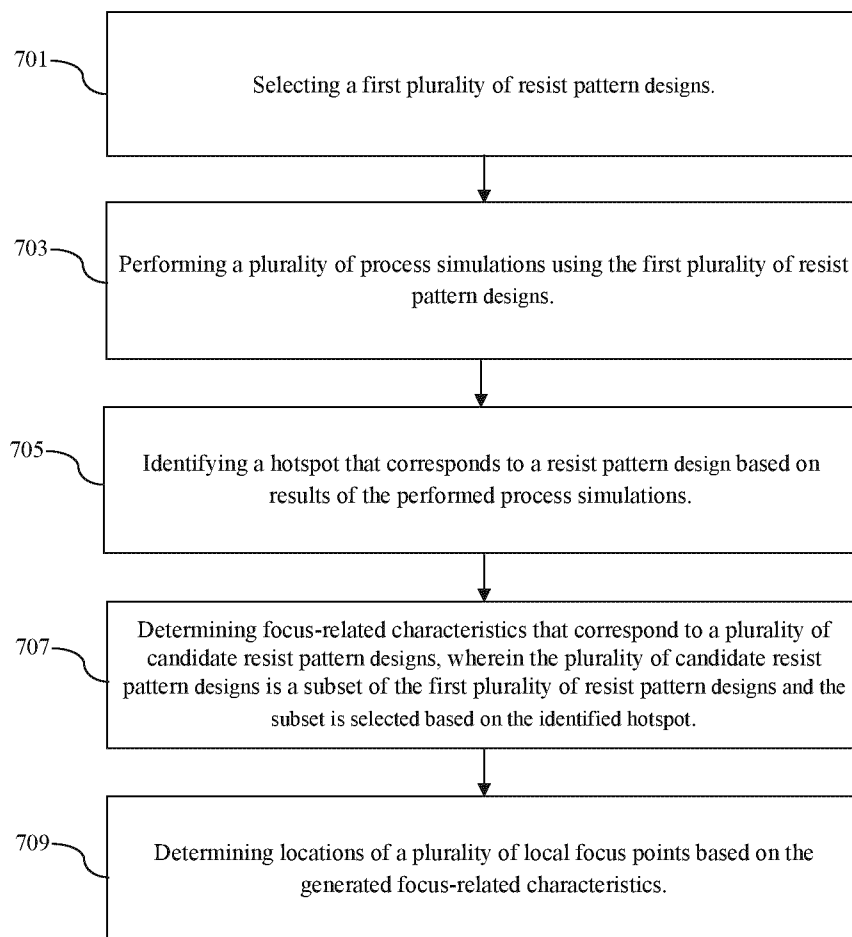 701
Selecting a first plurality of resist pattern designs.
703
Performing a plurality of process simulations using the first plurality of resist
pattern designs.
705
Identifying a hotspot that corresponds to a resist pattern design based on
results of the performed process simulations.
707
Determining focus-related characteristics that correspond to a plurality of
candidate resist pattern designs, wherein the plurality of candidate resist
pattern designs is a subset of the first plurality of resist pattern designs and the
subset is selected based on the identified hotspot.
709
Determining locations of a plurality of local focus points based on the
generated focus-related characteristics.